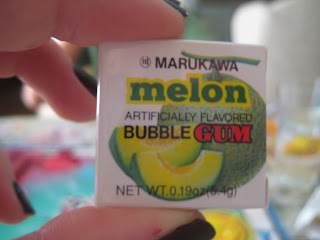 MARUKAWA
melon
ARTIFICIALLY FLAVORED
BUBBLE GUM
NET WT.0.19oz(5.4g)